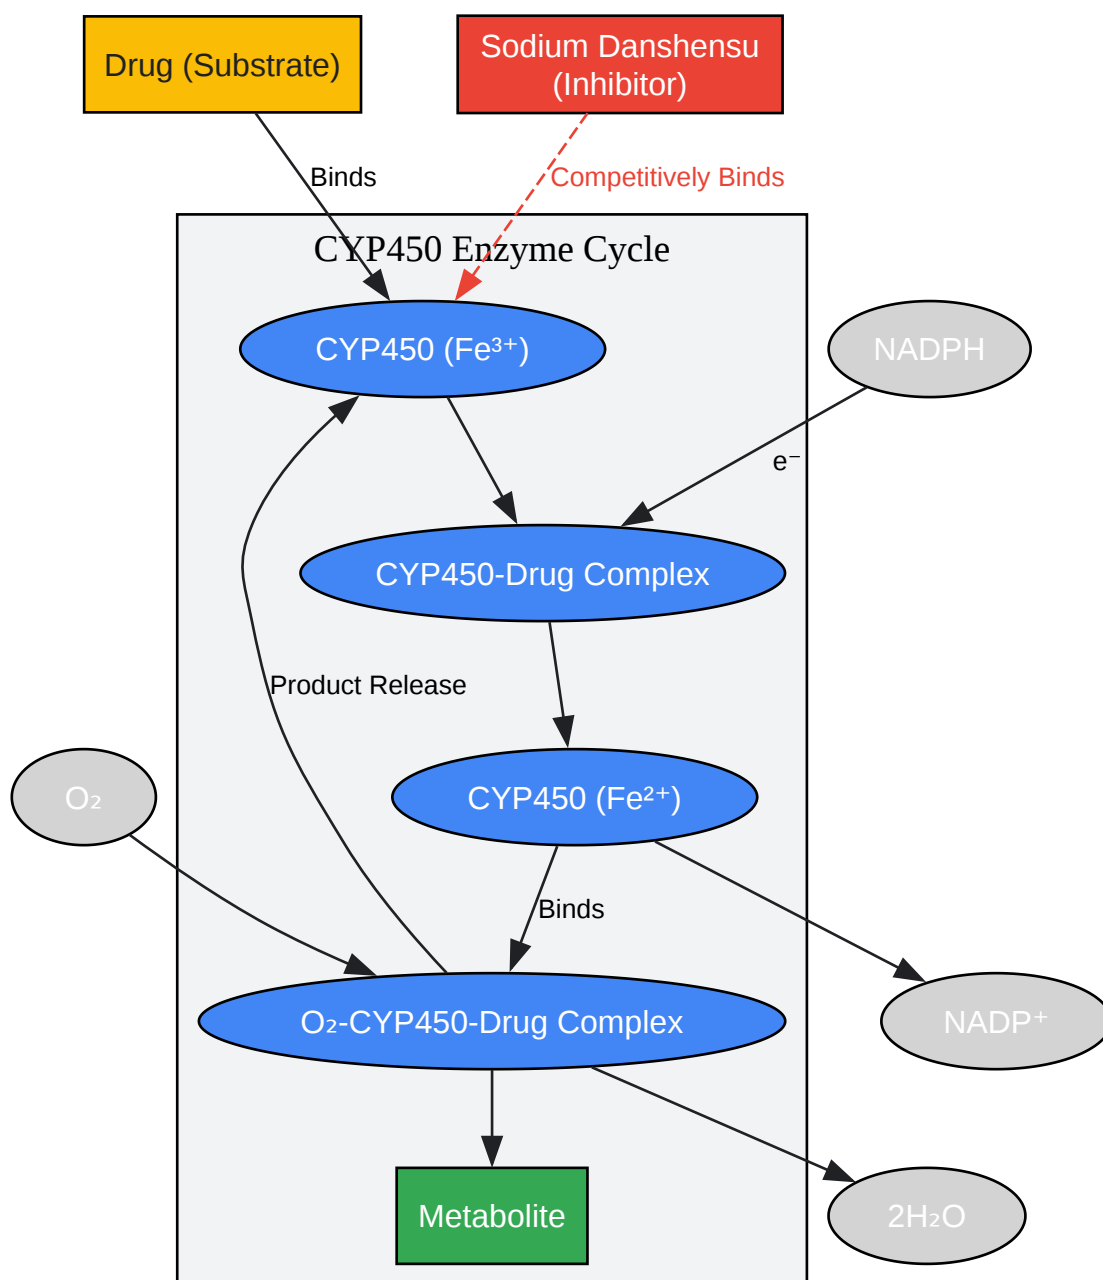 Drug (Substrate)
Sodium Danshensu
(Inhibitor)
Binds
Competitively Binds
CYP450 Enzyme Cycle
CYP450 (Fe³⁺)
NADPH
e⁻
CYP450-Drug Complex
Product Release
O₂
CYP450 (Fe²⁺)
Binds
O₂-CYP450-Drug Complex
NADP⁺
Metabolite
2H₂O